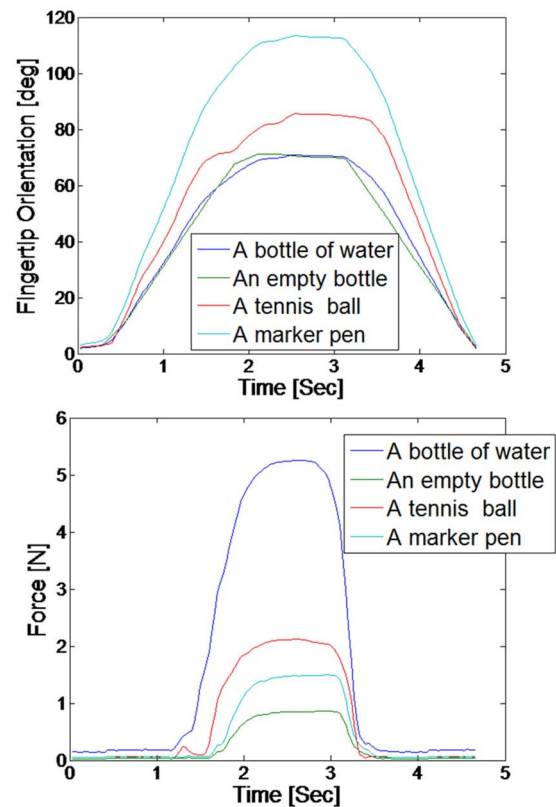 120
100
80
60
40
20
0
Fingertip Orientation [deg]
A bottle of water
An empty bottle
A tennis ball
A marker pen
0 1 2 3 4 5
Time [Sec]
6
5
4
3
2
1
0
Force [N]
A bottle of water
An empty bottle
A tennis ball
A marker pen
0 1 2 3 4 5
Time [Sec]